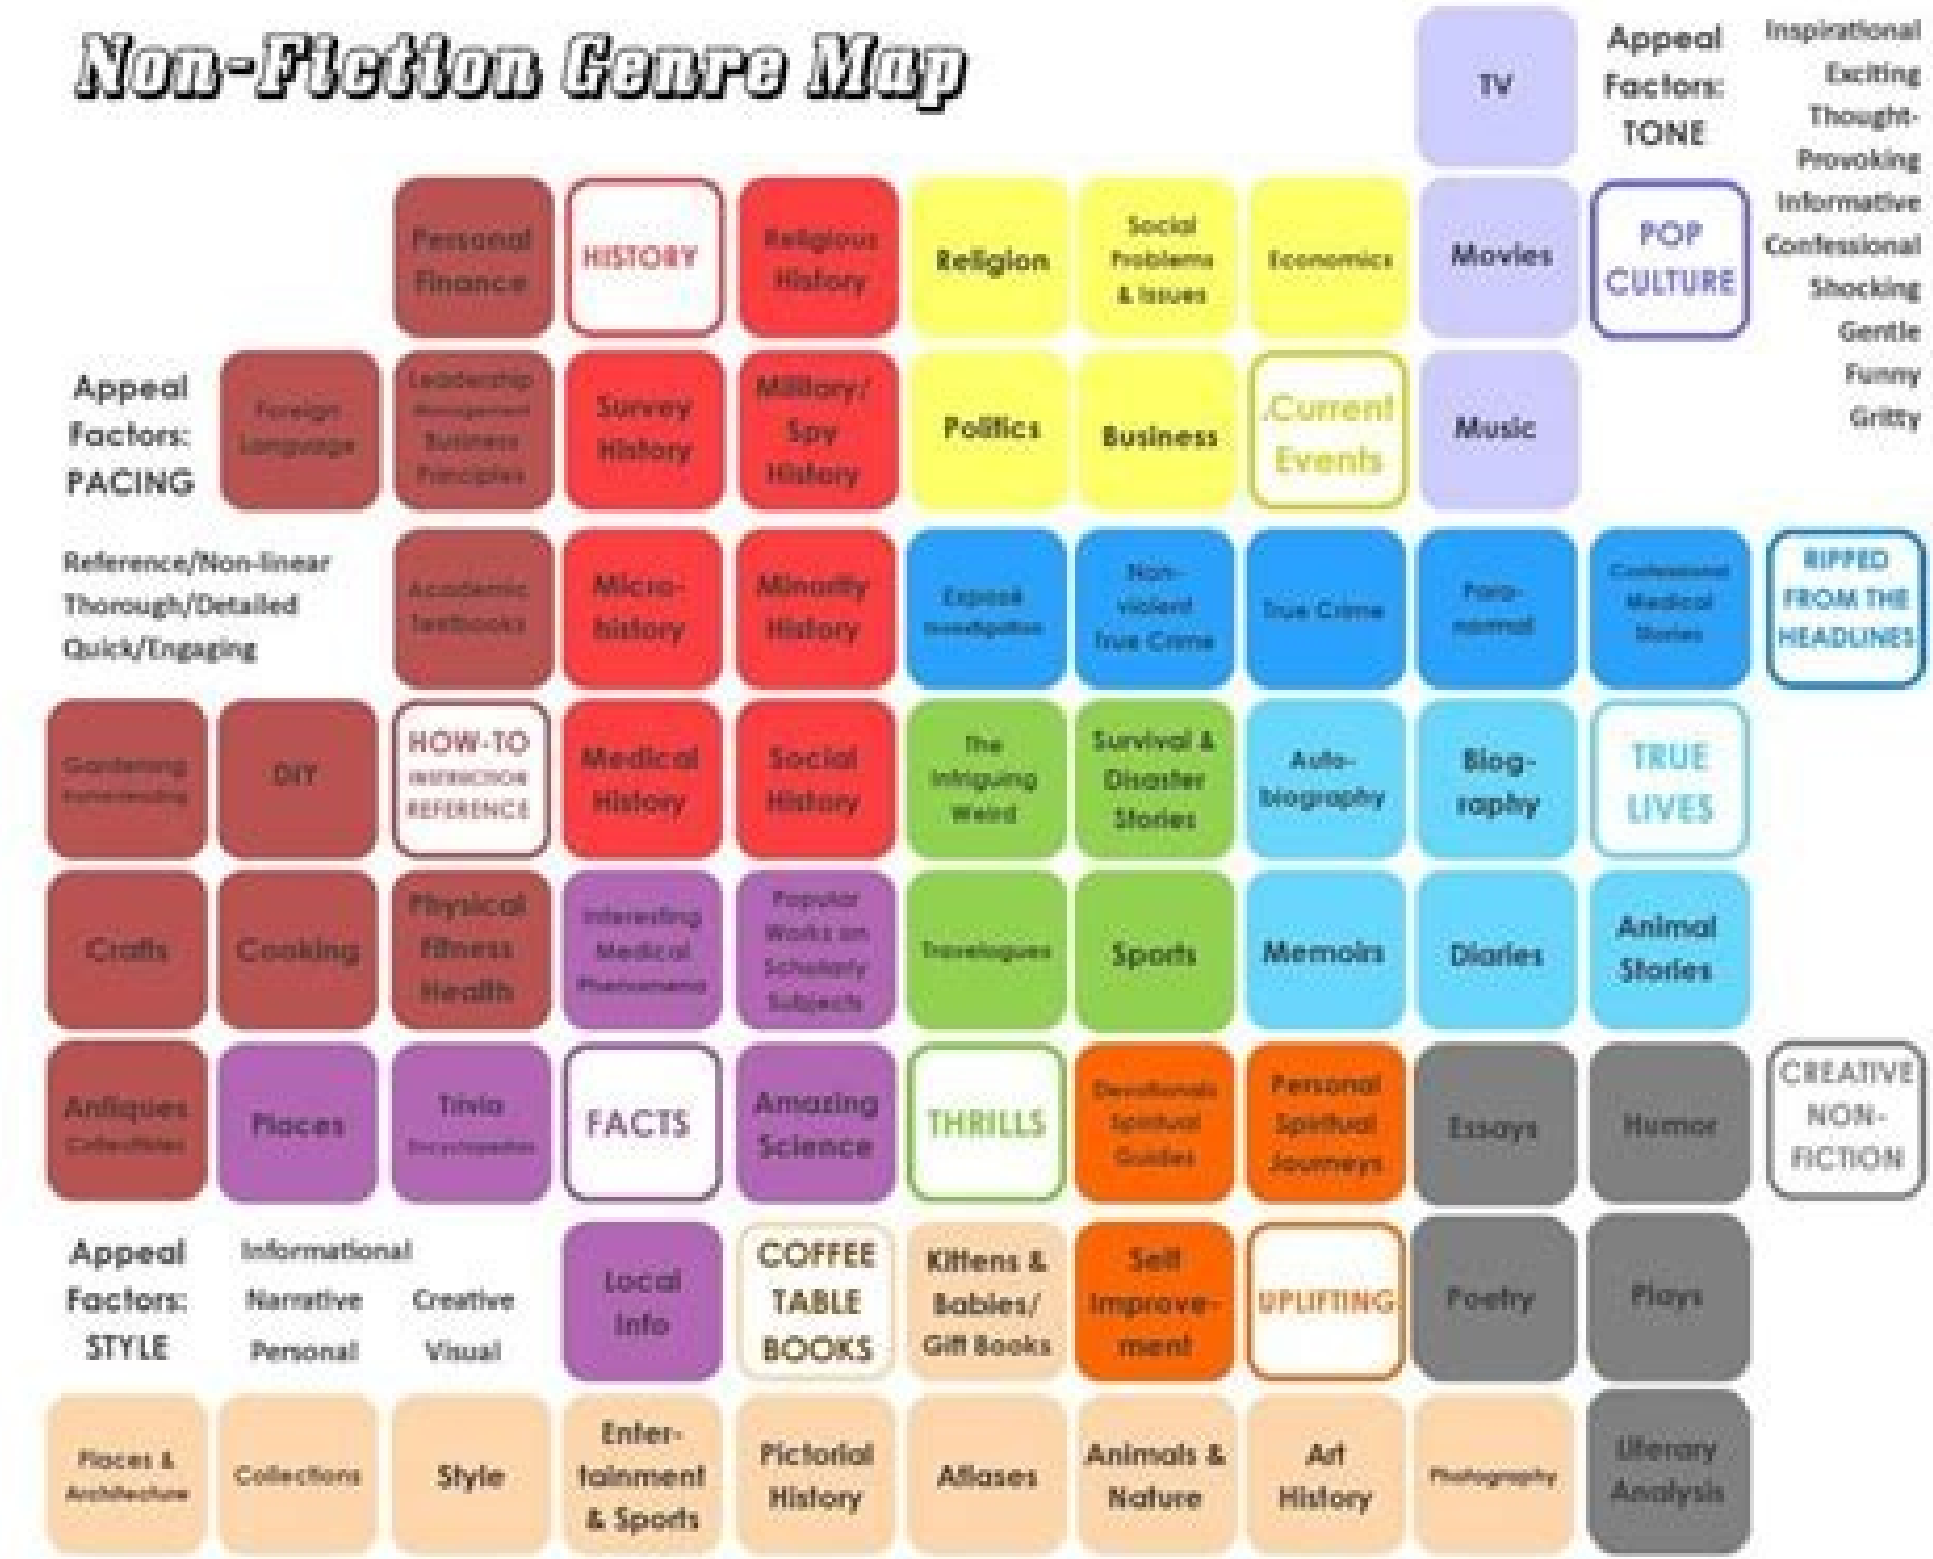 Non-Fiction Genre Map
TV
Appeal
Factors:
TONE
Inspirational
Exciting
Thought-
Provoking
Informative
Confessional
Shocking
Gentle
Funny
Gritty
Personal
Finance
HISTORY
Religious
History
Religion
Social
Problems
& Issues
Economics
Movies
POP
CULTURE
Appeal
Factors:
PACING
Foreign
Language
Leadership
Management
Business
Principles
Survey
History
Military/
Spy
History
Politics
Business
Current
Events
Music
Reference/Non-linear
Thorough/Detailed
Quick/Engaging
Academic
Textbooks
Micro-
history
Minority
History
Exposé
Investigation
Non-
violent
True Crime
True Crime
Para-
normal
Confessional
Medical
Stories
RIPPED
FROM THE
HEADLINES
Gardening
DIY
HOW-TO
INSTRUCTION
REFERENCE
Medical
History
Social
History
The
Intriguing
Weird
Survival &
Disaster
Stories
Auto-
biography
Biog-
raphy
TRUE
LIVES
Crafts
Cooking
Physical
Fitness
Health
Interesting
Medical
Phenomena
Popular
Works on
Scholarly
Subjects
Travelogues
Sports
Memoirs
Diaries
Animal
Stories
Antiques
Collectibles
Places
Trivia
Encyclopedias
FACTS
Amazing
Science
THRILLS
Devotionals
Spiritual
Guides
Personal
Spiritual
Journeys
Essays
Humor
CREATIVE
NON-
FICTION
Appeal
Factors:
STYLE
Informational
Narrative
Creative
Personal
Visual
Local
Info
COFFEE
TABLE
BOOKS
Kittens &
Babies/
Gift Books
Self
Improve-
ment
UPLIFTING
Poetry
Plays
Places &
Architecture
Collections
Style
Enter-
tainment
& Sports
Pictorial
History
Atlases
Animals &
Nature
Art
History
Photography
Literary
Analysis